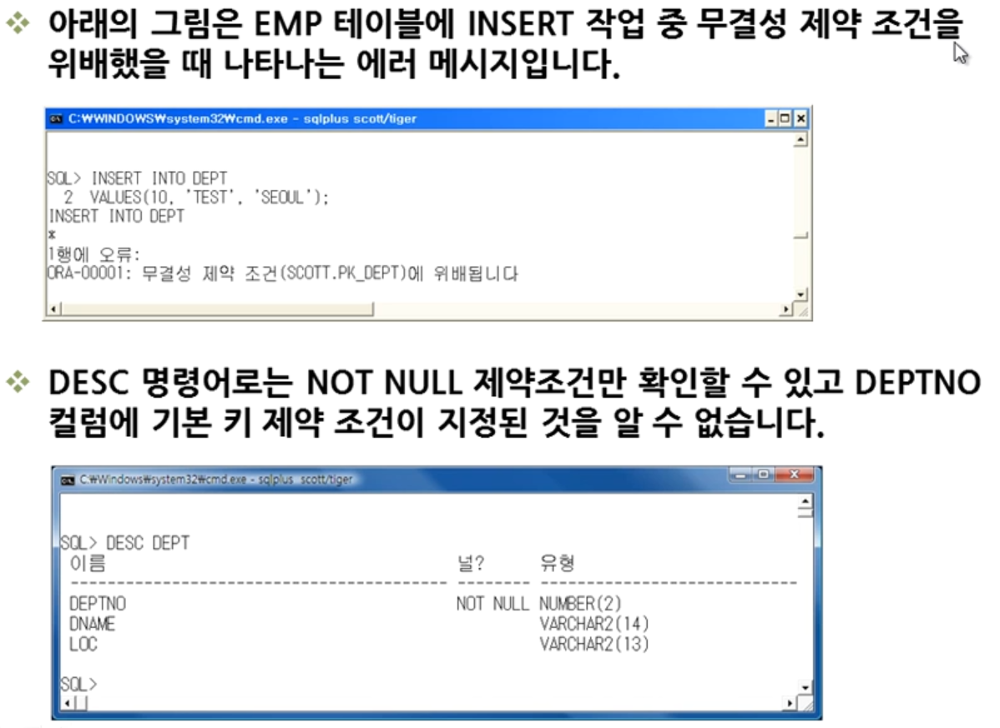 아래의 그림은 EMP 테이블에 INSERT 작업 중 무결성 제약 조건을
위배했을 때 나타나는 에러 메시지입니다.
C:₩WINDOWS₩system32₩cmd.exe - sqlplus scott/tiger
SQL> INSERT INTO DEPT
2 VALUES(10, 'TEST', 'SEOUL');
INSERT INTO DEPT
*
1행에 오류:
ORA-00001: 무결성 제약 조건(SCOTT.PK_DEPT)에 위배됩니다
DESC 명령어로는 NOT NULL 제약조건만 확인할 수 있고 DEPTNO
컬럼에 기본 키 제약 조건이 지정된 것을 알 수 없습니다.
C:₩Windows₩system32₩cmd.exe - sqlplus scott/tiger
SQL> DESC DEPT
이름 널? 유형
----------------------------------------- -------- ----------------------------
DEPTNO NOT NULL NUMBER(2)
DNAME VARCHAR2(14)
LOC VARCHAR2(13)
SQL>